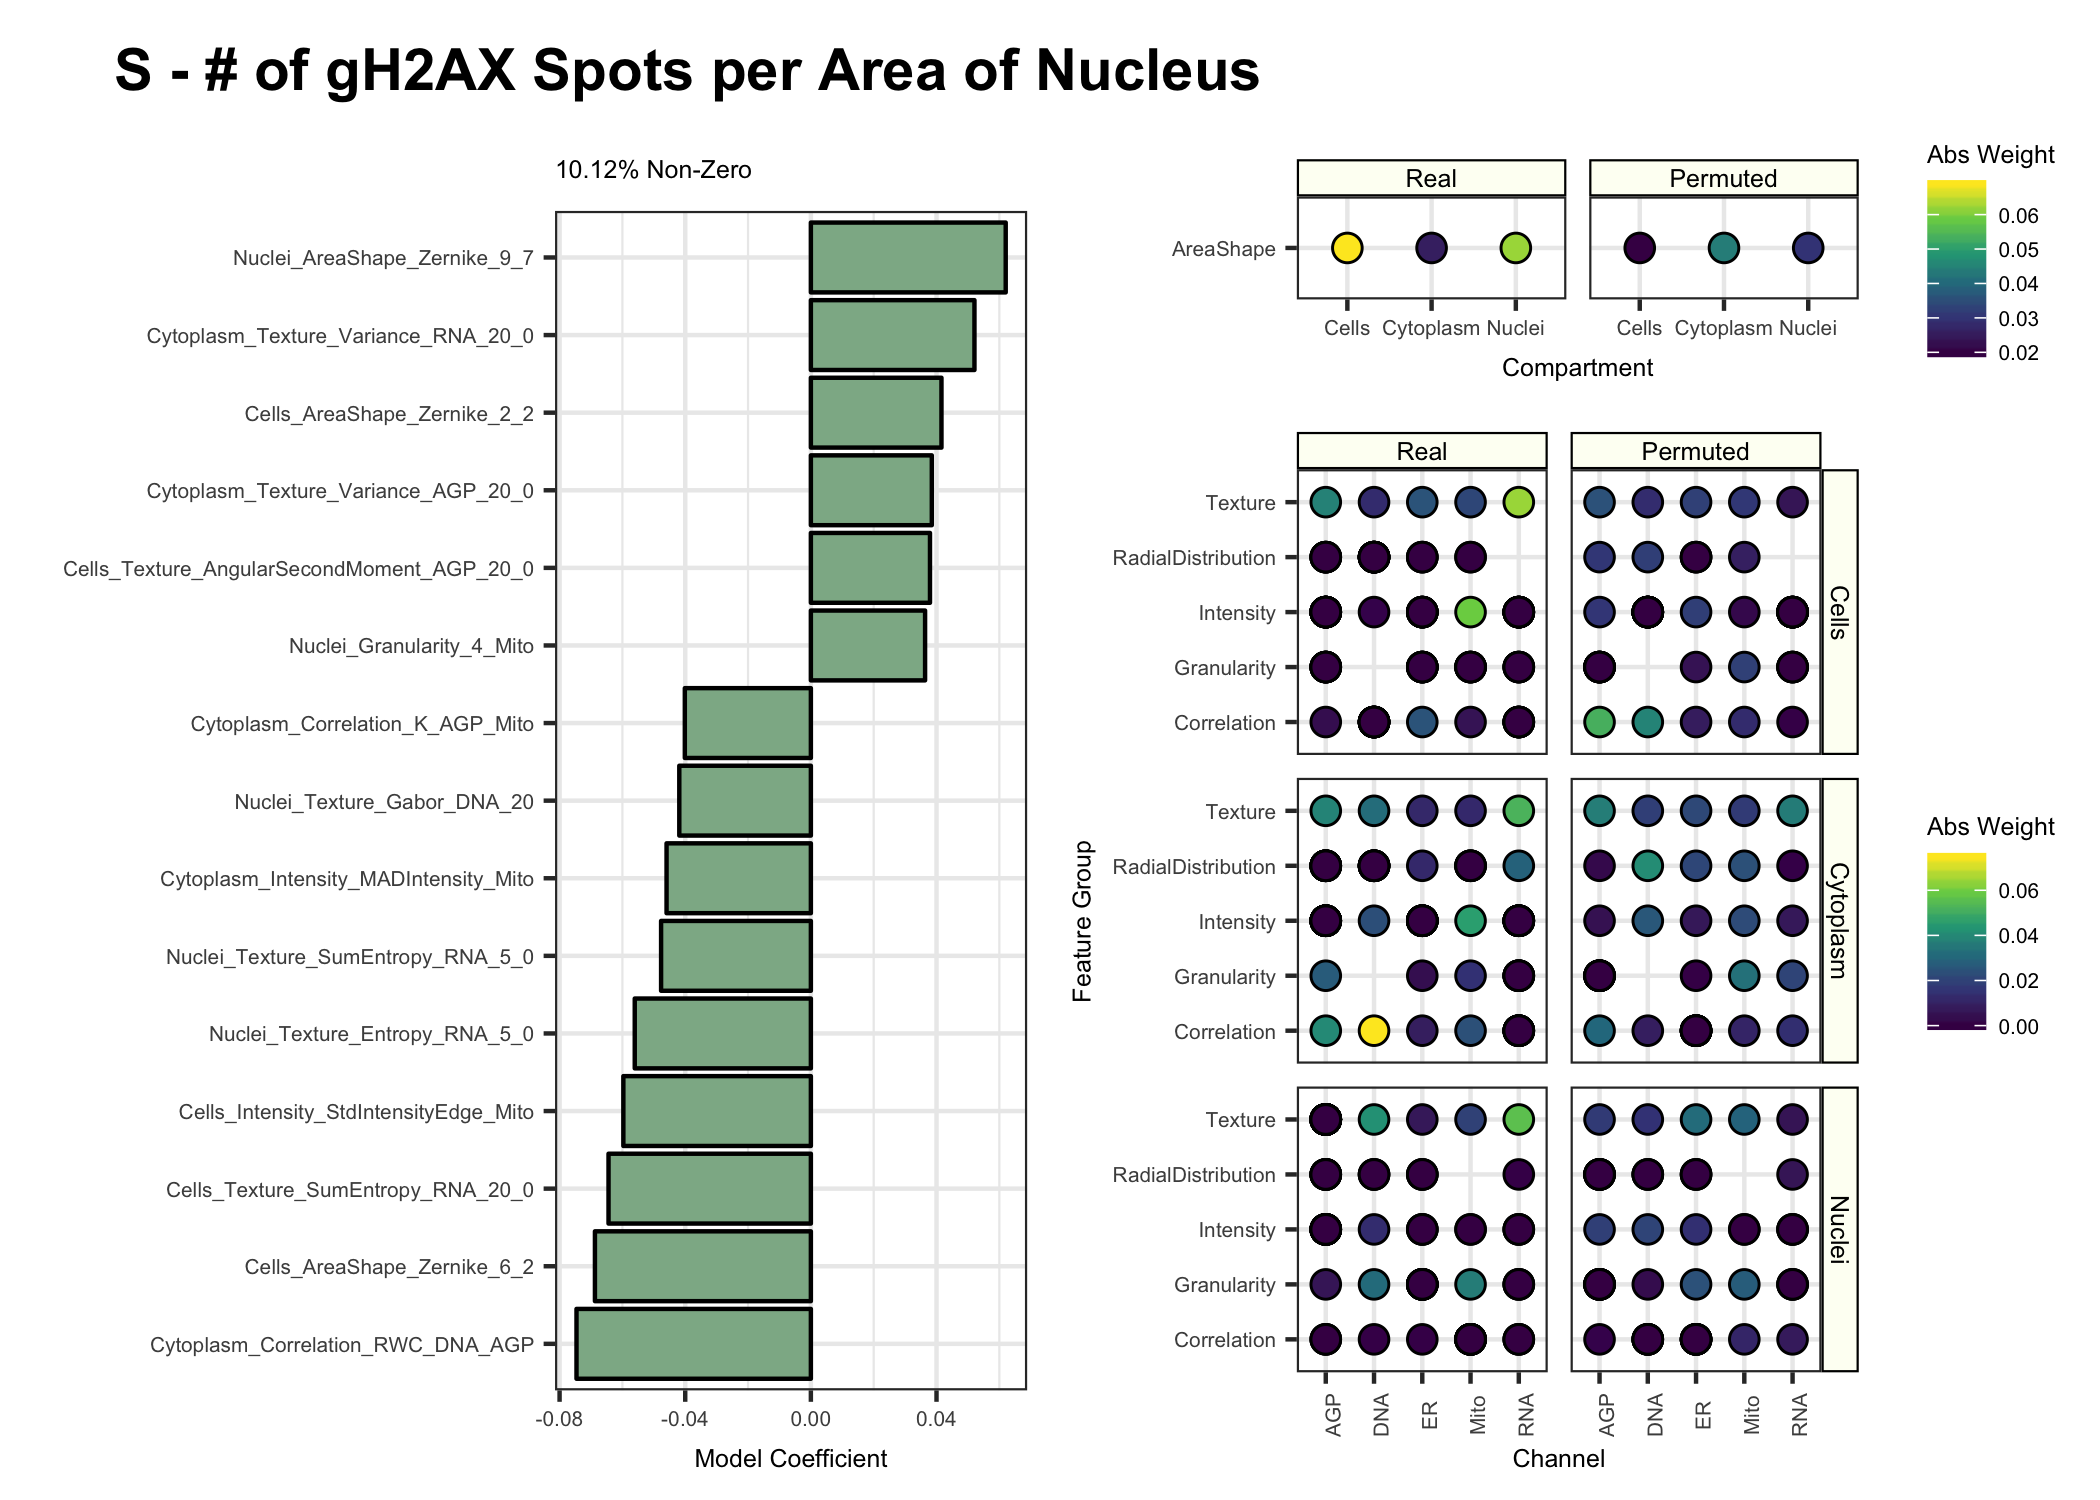 S - # of gH2AX Spots per Area of Nucleus
10.12% Non-Zero
Nuclei_AreaShape_Zernike_9_7
Cytoplasm_Texture_Variance_RNA_20_0
Cells_AreaShape_Zernike_2_2
Cytoplasm_Texture_Variance_AGP_20_0
Cells_Texture_AngularSecondMoment_AGP_20_0
Nuclei_Granularity_4_Mito
Cytoplasm_Correlation_K_AGP_Mito
Nuclei_Texture_Gabor_DNA_20
Cytoplasm_Intensity_MADIntensity_Mito
Nuclei_Texture_SumEntropy_RNA_5_0
Nuclei_Texture_Entropy_RNA_5_0
Cells_Intensity_StdIntensityEdge_Mito
Cells_Texture_SumEntropy_RNA_20_0
Cells_AreaShape_Zernike_6_2
Cytoplasm_Correlation_RWC_DNA_AGP
-0.08 -0.04 0.00 0.04
Model Coefficient
Real Permuted
AreaShape
Cells Cytoplasm Nuclei Cells Cytoplasm Nuclei
Compartment
Abs Weight
0.06
0.05
0.04
0.03
0.02
Real Permuted
Feature Group
Texture
RadialDistribution
Intensity
Granularity
Correlation
Cells
Texture
RadialDistribution
Intensity
Granularity
Correlation
Cytoplasm
Texture
RadialDistribution
Intensity
Granularity
Correlation
Nuclei
AGP DNA ER Mito RNA AGP DNA ER Mito RNA
Channel
Abs Weight
0.06
0.04
0.02
0.00